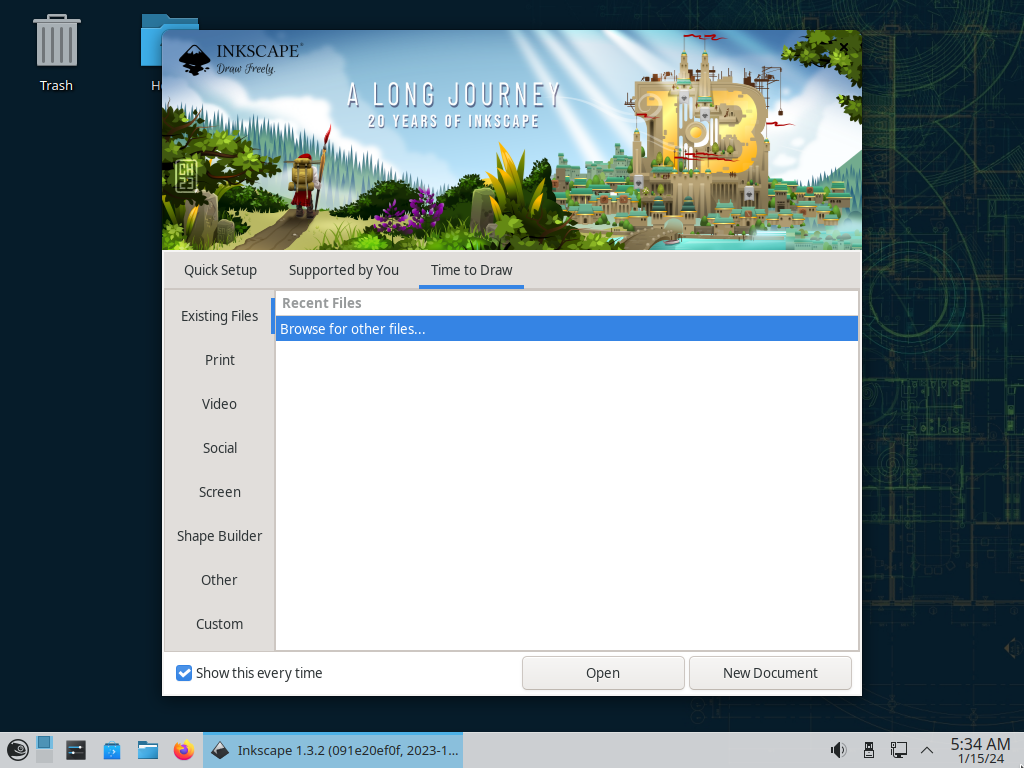 Trash
INKSCAPE
Draw Freely.
A LONG JOURNEY
20 YEARS OF INKSCAPE
CH
23
Quick Setup
Supported by You
Time to Draw
Existing Files
Print
Video
Social
Screen
Shape Builder
Other
Custom
Recent Files
Browse for other files...
Show this every time
Open
New Document
Inkscape 1.3.2 (091e20ef0f, 2023-1...
5:34 AM
1/15/24